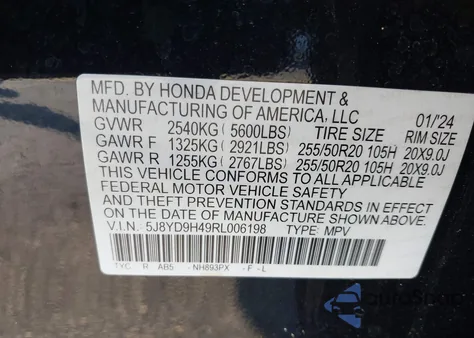 MFD. BY HONDA DEVELOPMENT &
MANUFACTURING OF AMERICA, LLC 01/24
GVWR 2540KG (5600LBS) TIRE SIZE RIM SIZE
GAWR F 1325KG (2921LBS) 255/50R20 105H 20X9.0J
GAWR R 1255KG (2767LBS) 255/50R20 105H 20X9.0J
THIS VEHICLE CONFORMS TO ALL APPLICABLE
FEDERAL MOTOR VEHICLE SAFETY
AND THEFT PREVENTION STANDARDS IN EFFECT
ON THE DATE OF MANUFACTURE SHOWN ABOVE.
V.I.N.: 5J8YD9H49RL006198 TYPE: MPV
TYC R AB5 - NH893PX - F - L